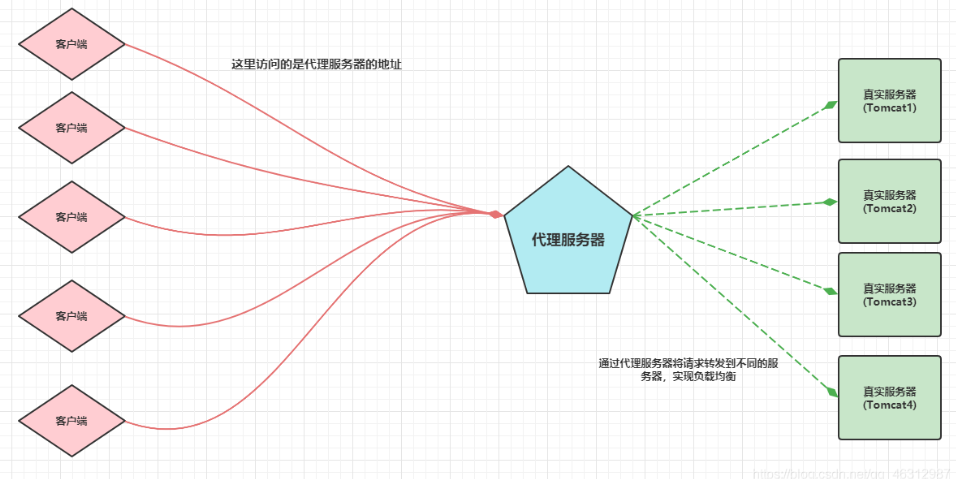 客户端
这里访问的是代理服务器的地址
客户端
客户端
客户端
客户端
代理服务器
通过代理服务器将请求转发到不同的服
务器，实现负载均衡
真实服务器
(Tomcat1)
真实服务器
(Tomcat2)
真实服务器
(Tomcat3)
真实服务器
(Tomcat4)
https://blog.csdn.net/qq_46312987